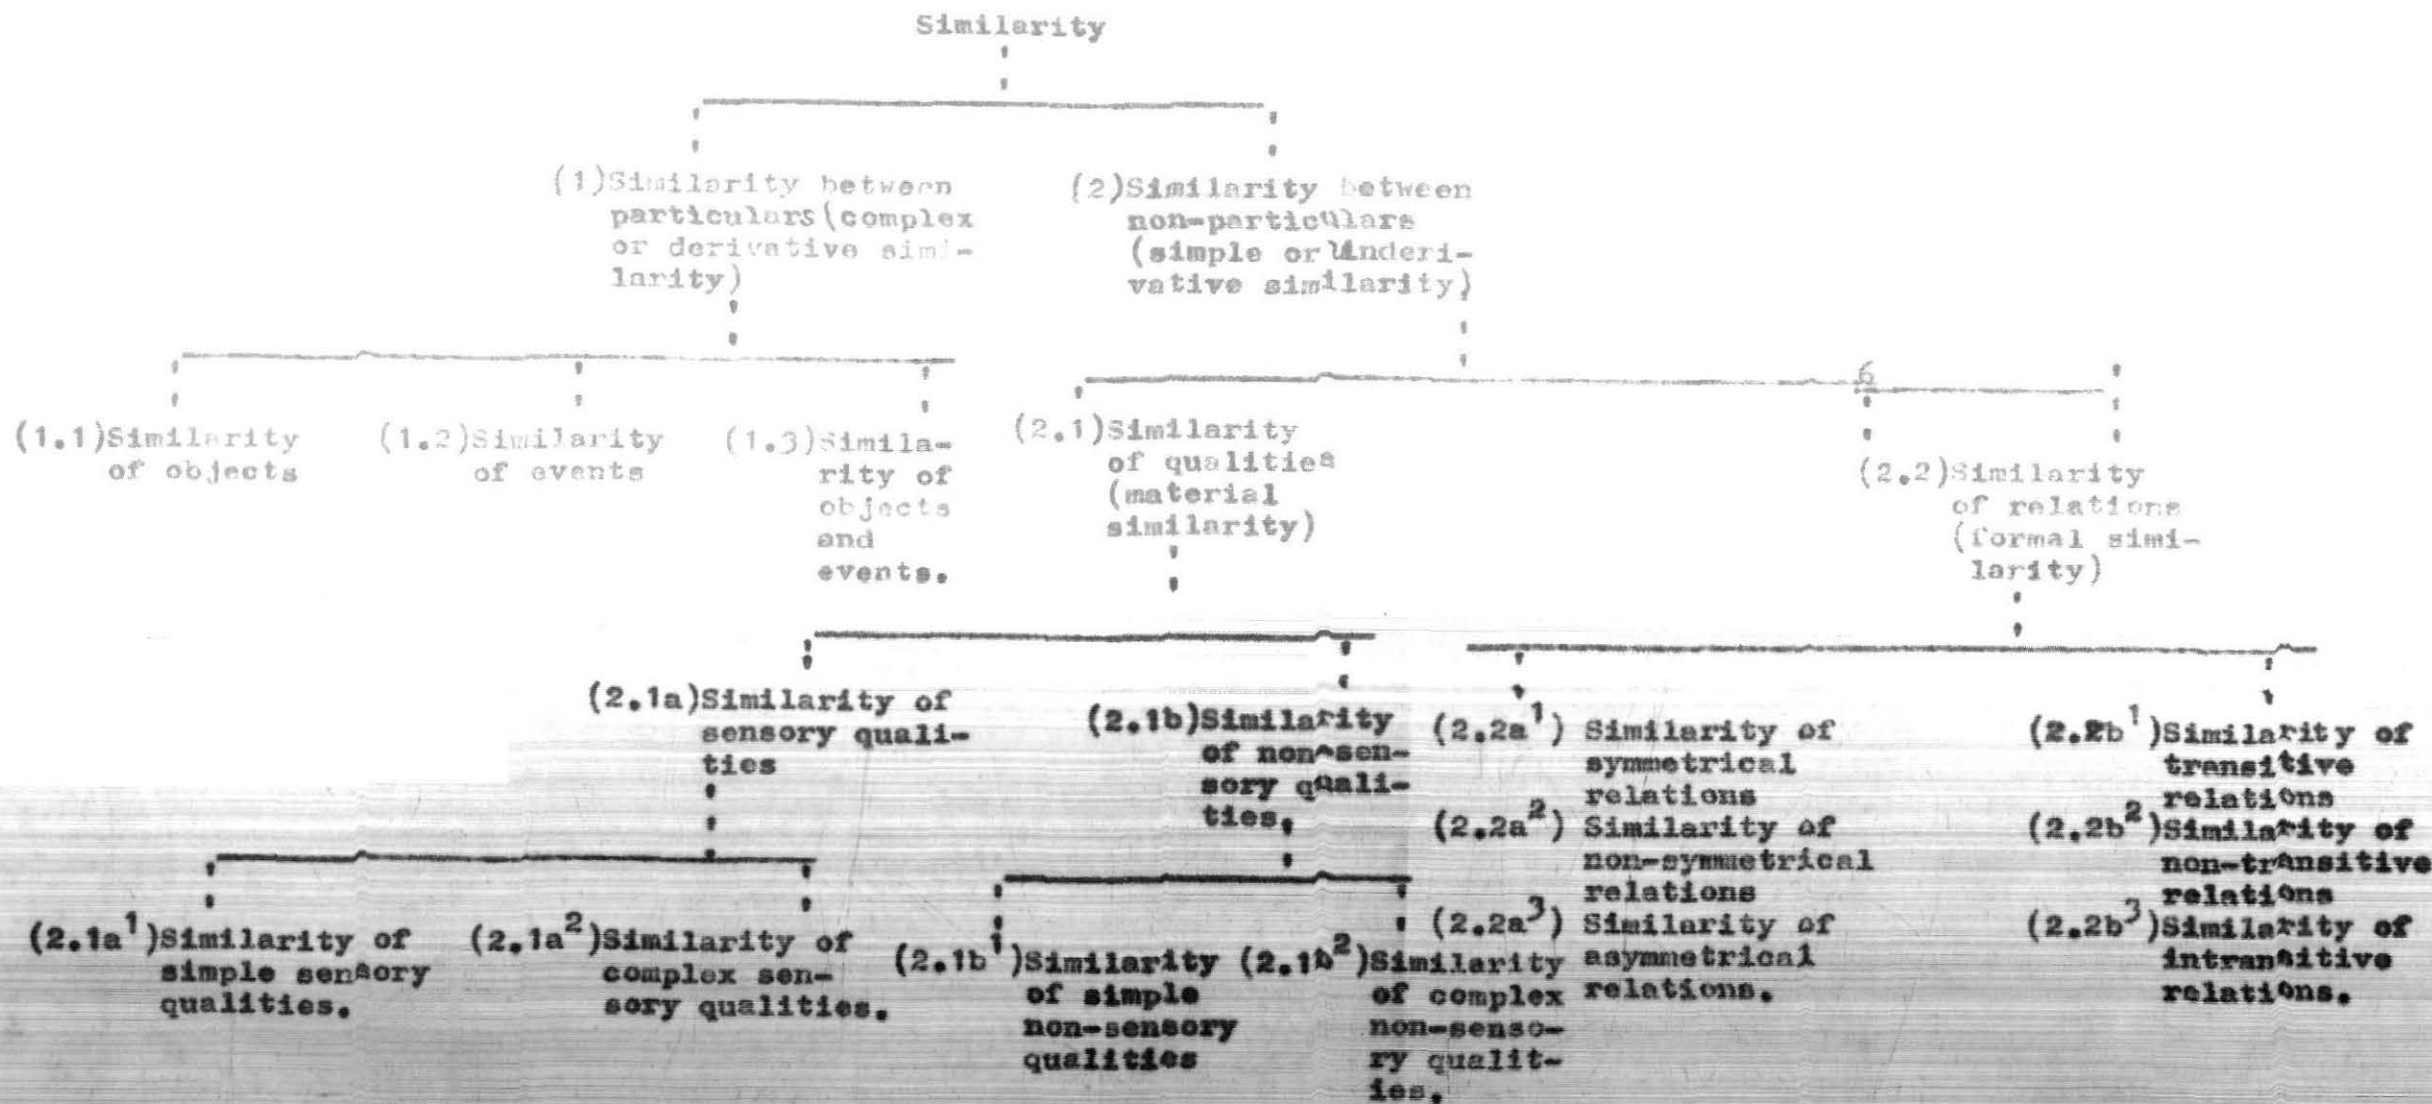 Similarity
(1)Similarity between
particulars(complex
or derivative simi-
larity)
(2)Similarity between
non-particulars
(simple or underi-
vative similarity)
6
(1.1)Similarity
of objects
(1.2)Similarity
of events
(1.3)Simila-
rity of
objects
and
events.
(2.1)Similarity
of qualities
(material
similarity)
(2.2)Similarity
of relations
(formal simi-
larity)
(2.1a)Similarity of
sensory quali-
ties
(2.1b)Similarity
of non-sen-
sory quali-
ties.
(2.1a¹)Similarity of
simple sensory
qualities.
(2.1a²)Similarity of
complex sen-
sory qualities.
(2.1b¹)Similarity
of simple
non-sensory
qualities
(2.1b²)Similarity
of complex
non-senso-
ry qualit-
ies.
(2.2a¹) Similarity of
symmetrical
relations
(2.2a²) Similarity of
non-symmetrical
relations
(2.2a³) Similarity of
asymmetrical
relations.
(2.2b¹)Similarity of
transitive
relations
(2.2b²)Similarity of
non-transitive
relations
(2.2b³)Similarity of
intransitive
relations.